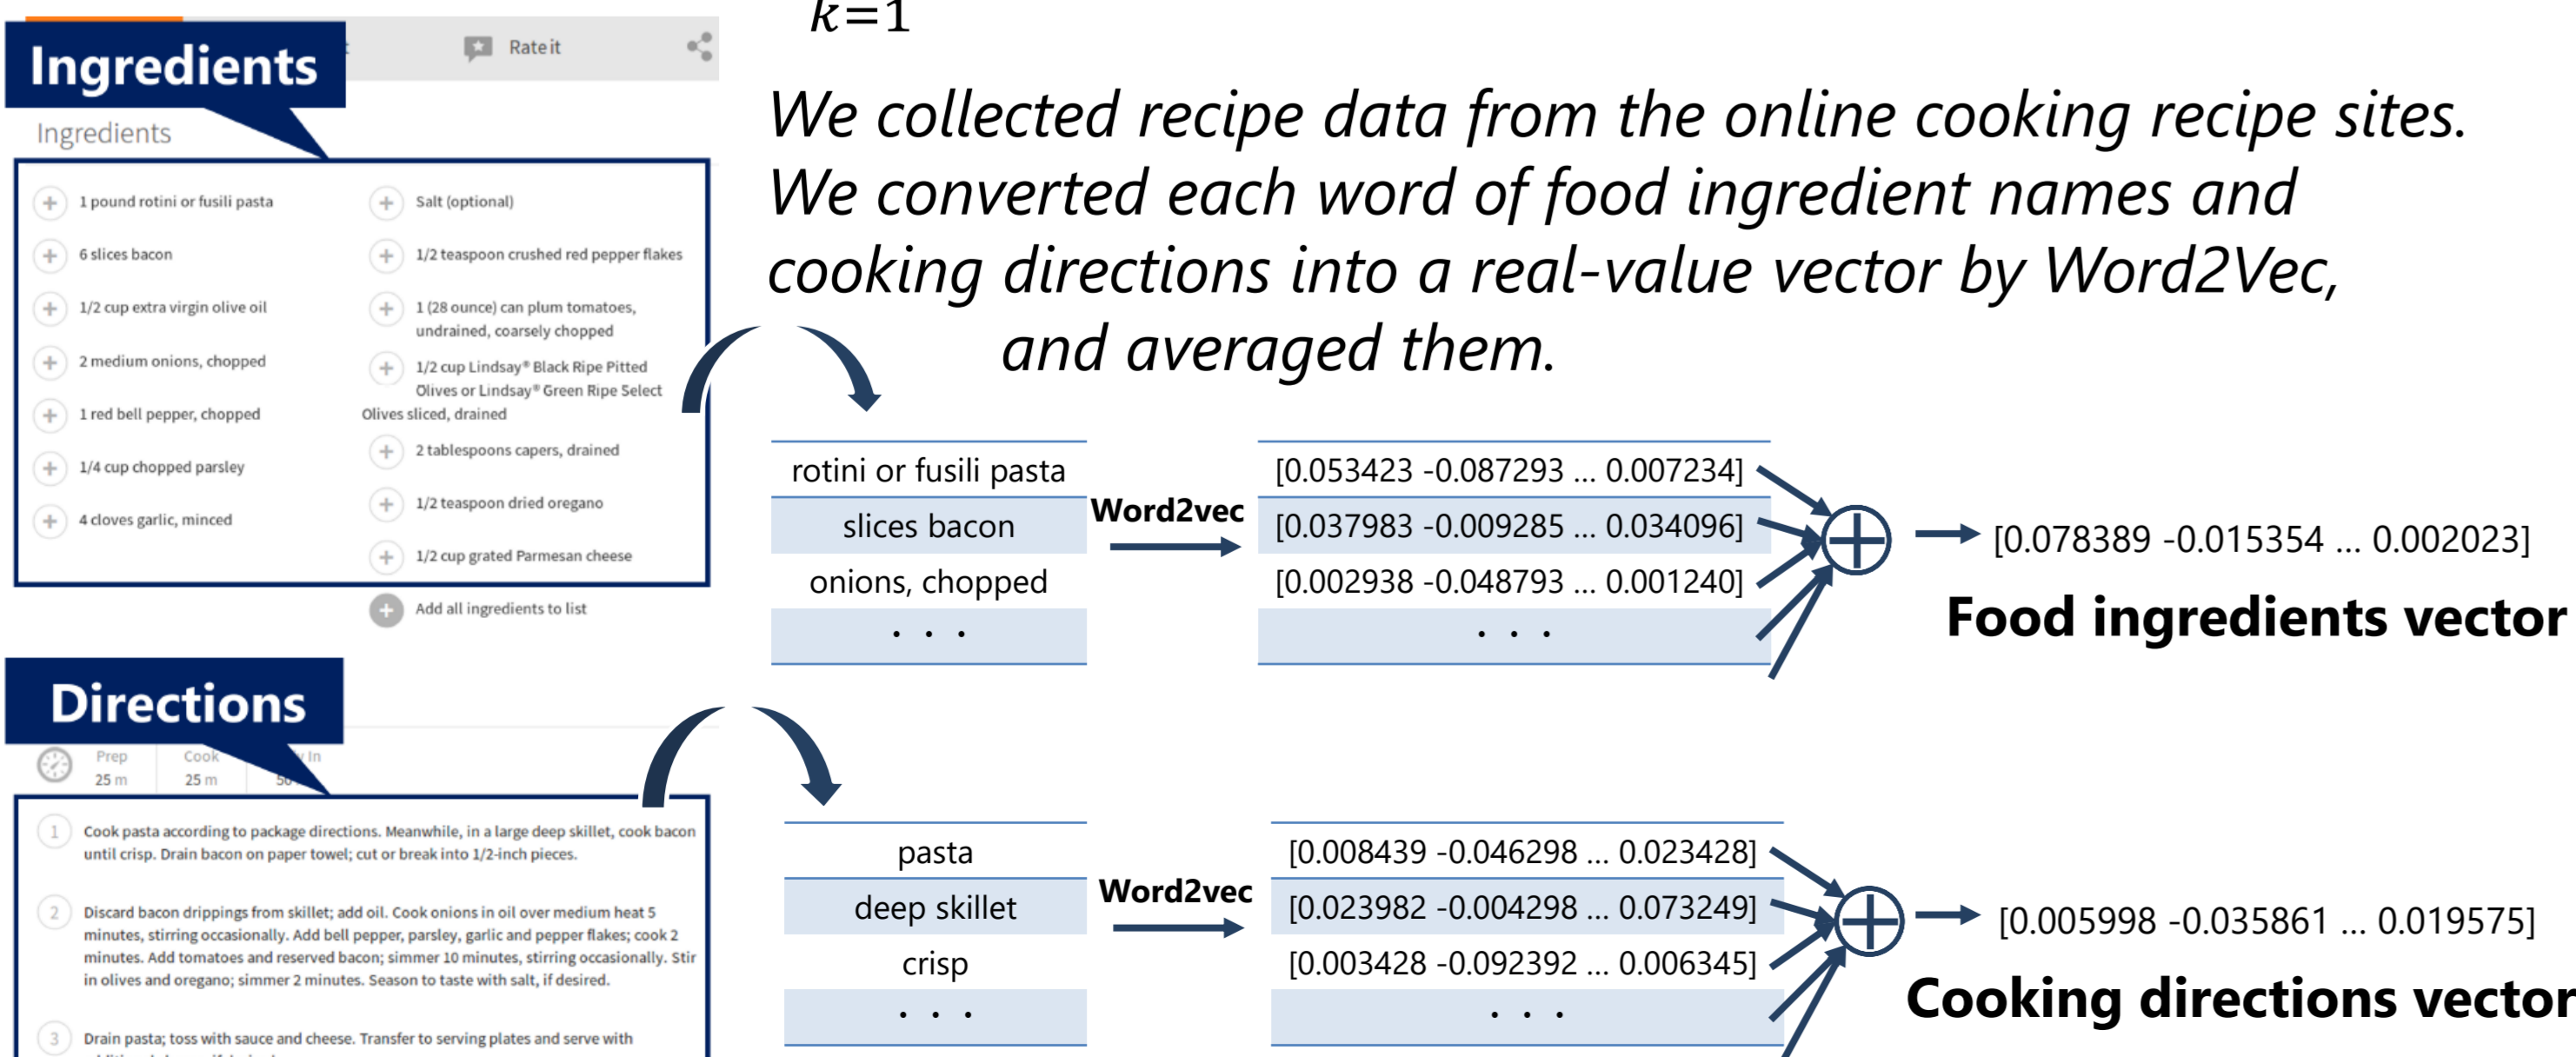 k=1
Ingredients
Rate it
Ingredients
1 pound rotini or fusili pasta
6 slices bacon
1/2 cup extra virgin olive oil
2 medium onions, chopped
1 red bell pepper, chopped
1/4 cup chopped parsley
4 cloves garlic, minced
Salt (optional)
1/2 teaspoon crushed red pepper flakes
1 (28 ounce) can plum tomatoes,
undrained, coarsely chopped
1/2 cup Lindsay® Black Ripe Pitted
Olives or Lindsay® Green Ripe Select
Olives sliced, drained
2 tablespoons capers, drained
1/2 teaspoon dried oregano
1/2 cup grated Parmesan cheese
Add all ingredients to list
We collected recipe data from the online cooking recipe sites.
We converted each word of food ingredient names and
cooking directions into a real-value vector by Word2Vec,
and averaged them.
rotini or fusili pasta
slices bacon
onions, chopped
. . .
Word2vec
[0.053423 -0.087293 ... 0.007234]
[0.037983 -0.009285 ... 0.034096]
[0.002938 -0.048793 ... 0.001240]
. . .
[0.078389 -0.015354 ... 0.002023]
Food ingredients vector
Directions
Prep
25 m
Cook
25 m
In
1 Cook pasta according to package directions. Meanwhile, in a large deep skillet, cook bacon
until crisp. Drain bacon on paper towel; cut or break into 1/2-inch pieces.
2 Discard bacon drippings from skillet; add oil. Cook onions in oil over medium heat 5
minutes, stirring occasionally. Add bell pepper, parsley, garlic and pepper flakes; cook 2
minutes. Add tomatoes and reserved bacon; simmer 10 minutes, stirring occasionally. Stir
in olives and oregano; simmer 2 minutes. Season to taste with salt, if desired.
3 Drain pasta; toss with sauce and cheese. Transfer to serving plates and serve with
pasta
deep skillet
crisp
. . .
Word2vec
[0.008439 -0.046298 ... 0.023428]
[0.023982 -0.004298 ... 0.073249]
[0.003428 -0.092392 ... 0.006345]
. . .
[0.005998 -0.035861 ... 0.019575]
Cooking directions vector